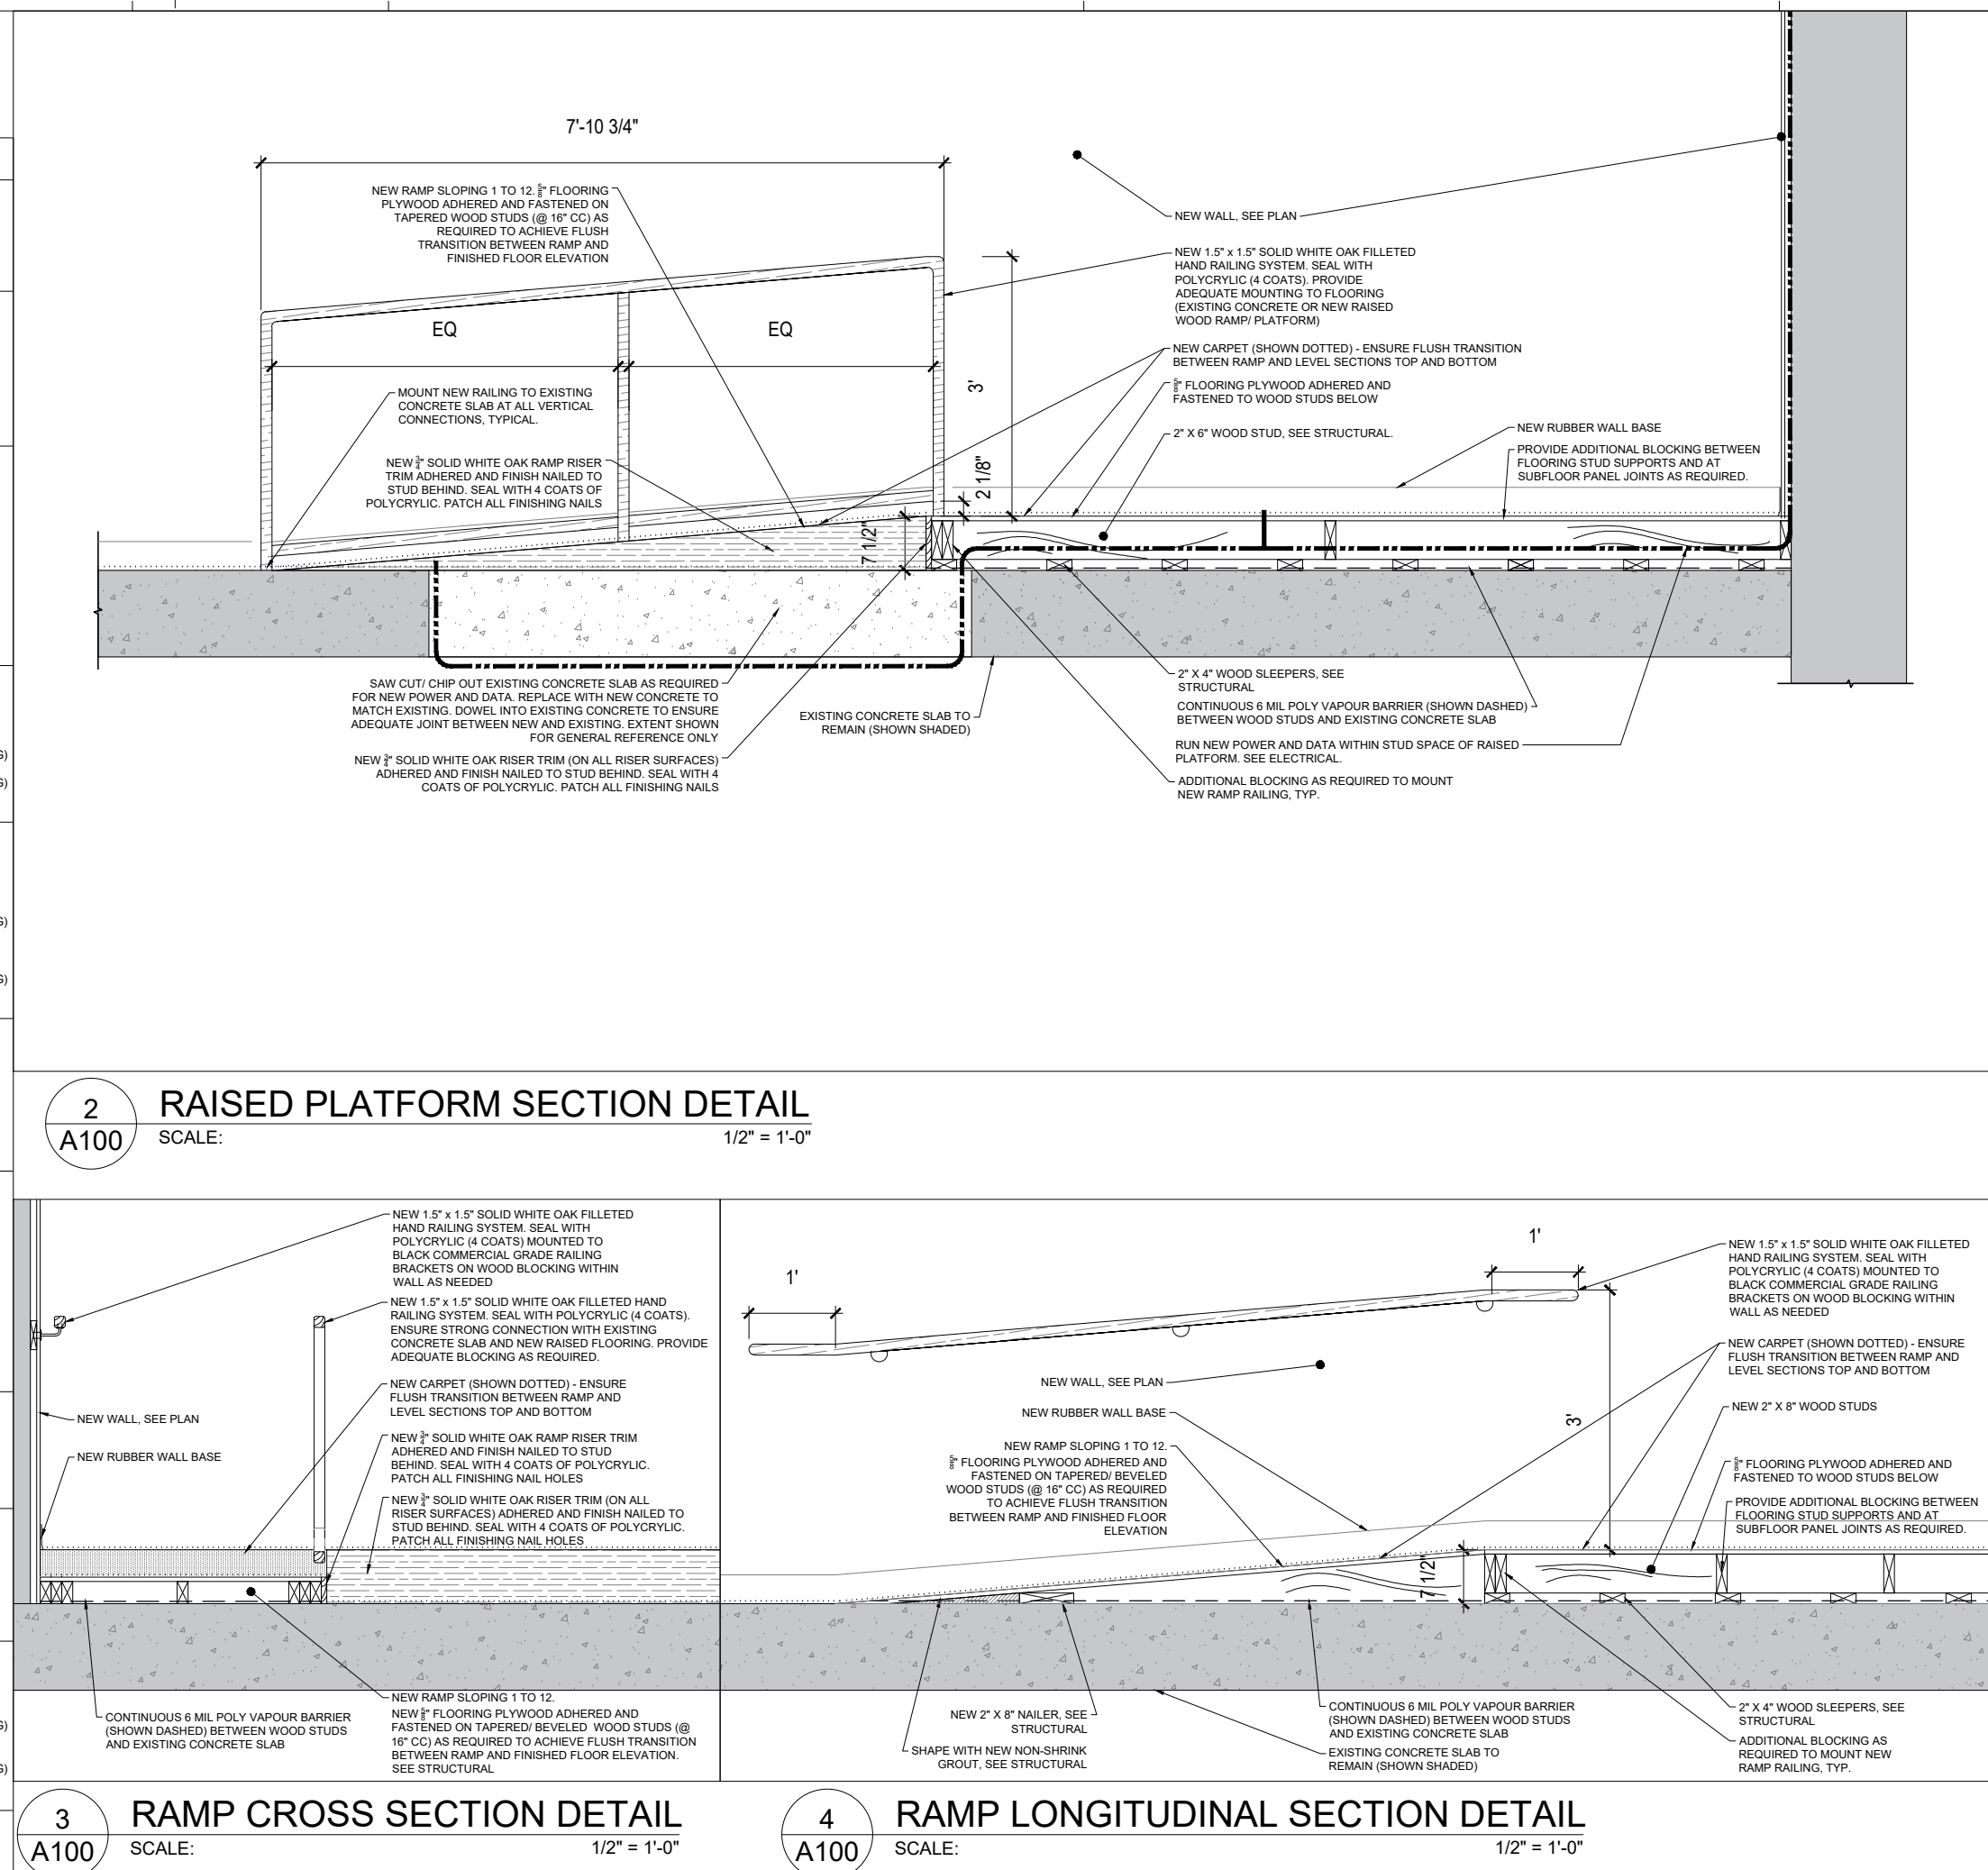 7'-10 3/4"
NEW RAMP SLOPING 1 TO 12. 5/8" FLOORING
PLYWOOD ADHERED AND FASTENED ON
TAPERED WOOD STUDS (@ 16" CC) AS
REQUIRED TO ACHIEVE FLUSH
TRANSITION BETWEEN RAMP AND
FINISHED FLOOR ELEVATION
NEW WALL, SEE PLAN
NEW 1.5" x 1.5" SOLID WHITE OAK FILLETED
HAND RAILING SYSTEM. SEAL WITH
POLYCRYLIC (4 COATS). PROVIDE
ADEQUATE MOUNTING TO FLOORING
(EXISTING CONCRETE OR NEW RAISED
WOOD RAMP/ PLATFORM)
EQ
EQ
NEW CARPET (SHOWN DOTTED) - ENSURE FLUSH TRANSITION
BETWEEN RAMP AND LEVEL SECTIONS TOP AND BOTTOM
3'
5/8" FLOORING PLYWOOD ADHERED AND
FASTENED TO WOOD STUDS BELOW
MOUNT NEW RAILING TO EXISTING
CONCRETE SLAB AT ALL VERTICAL
CONNECTIONS, TYPICAL.
2" X 6" WOOD STUD, SEE STRUCTURAL.
NEW RUBBER WALL BASE
PROVIDE ADDITIONAL BLOCKING BETWEEN
FLOORING STUD SUPPORTS AND AT
SUBFLOOR PANEL JOINTS AS REQUIRED.
NEW 3/4" SOLID WHITE OAK RAMP RISER
TRIM ADHERED AND FINISH NAILED TO
STUD BEHIND. SEAL WITH 4 COATS OF
POLYCRYLIC. PATCH ALL FINISHING NAILS
2 1/8"
7 1/2"
SAW CUT/ CHIP OUT EXISTING CONCRETE SLAB AS REQUIRED
FOR NEW POWER AND DATA. REPLACE WITH NEW CONCRETE TO
MATCH EXISTING. DOWEL INTO EXISTING CONCRETE TO ENSURE
ADEQUATE JOINT BETWEEN NEW AND EXISTING. EXTENT SHOWN
FOR GENERAL REFERENCE ONLY
EXISTING CONCRETE SLAB TO
REMAIN (SHOWN SHADED)
2" X 4" WOOD SLEEPERS, SEE
STRUCTURAL
CONTINUOUS 6 MIL POLY VAPOUR BARRIER (SHOWN DASHED)
BETWEEN WOOD STUDS AND EXISTING CONCRETE SLAB
RUN NEW POWER AND DATA WITHIN STUD SPACE OF RAISED
PLATFORM. SEE ELECTRICAL.
NEW 3/4" SOLID WHITE OAK RISER TRIM (ON ALL RISER SURFACES)
ADHERED AND FINISH NAILED TO STUD BEHIND. SEAL WITH 4
COATS OF POLYCRYLIC. PATCH ALL FINISHING NAILS
ADDITIONAL BLOCKING AS REQUIRED TO MOUNT
NEW RAMP RAILING, TYP.
2
A100
RAISED PLATFORM SECTION DETAIL
SCALE: 1/2" = 1'-0"
NEW 1.5" x 1.5" SOLID WHITE OAK FILLETED
HAND RAILING SYSTEM. SEAL WITH
POLYCRYLIC (4 COATS) MOUNTED TO
BLACK COMMERCIAL GRADE RAILING
BRACKETS ON WOOD BLOCKING WITHIN
WALL AS NEEDED
NEW 1.5" x 1.5" SOLID WHITE OAK FILLETED HAND
RAILING SYSTEM. SEAL WITH POLYCRYLIC (4 COATS).
ENSURE STRONG CONNECTION WITH EXISTING
CONCRETE SLAB AND NEW RAISED FLOORING. PROVIDE
ADEQUATE BLOCKING AS REQUIRED.
NEW CARPET (SHOWN DOTTED) - ENSURE
FLUSH TRANSITION BETWEEN RAMP AND
LEVEL SECTIONS TOP AND BOTTOM
NEW WALL, SEE PLAN
NEW RUBBER WALL BASE
NEW 3/4" SOLID WHITE OAK RAMP RISER TRIM
ADHERED AND FINISH NAILED TO STUD
BEHIND. SEAL WITH 4 COATS OF POLYCRYLIC.
PATCH ALL FINISHING NAIL HOLES
NEW 3/4" SOLID WHITE OAK RISER TRIM (ON ALL
RISER SURFACES) ADHERED AND FINISH NAILED TO
STUD BEHIND. SEAL WITH 4 COATS OF POLYCRYLIC.
PATCH ALL FINISHING NAIL HOLES
CONTINUOUS 6 MIL POLY VAPOUR BARRIER
(SHOWN DASHED) BETWEEN WOOD STUDS
AND EXISTING CONCRETE SLAB
NEW RAMP SLOPING 1 TO 12.
NEW 5/8" FLOORING PLYWOOD ADHERED AND
FASTENED ON TAPERED/ BEVELED WOOD STUDS (@
16" CC) AS REQUIRED TO ACHIEVE FLUSH TRANSITION
BETWEEN RAMP AND FINISHED FLOOR ELEVATION.
SEE STRUCTURAL
3
A100
RAMP CROSS SECTION DETAIL
SCALE: 1/2" = 1'-0"
1'
1'
NEW 1.5" x 1.5" SOLID WHITE OAK FILLETED
HAND RAILING SYSTEM. SEAL WITH
POLYCRYLIC (4 COATS) MOUNTED TO
BLACK COMMERCIAL GRADE RAILING
BRACKETS ON WOOD BLOCKING WITHIN
WALL AS NEEDED
NEW CARPET (SHOWN DOTTED) - ENSURE
FLUSH TRANSITION BETWEEN RAMP AND
LEVEL SECTIONS TOP AND BOTTOM
NEW WALL, SEE PLAN
NEW RUBBER WALL BASE
3'
NEW 2" X 8" WOOD STUDS
NEW RAMP SLOPING 1 TO 12.
5/8" FLOORING PLYWOOD ADHERED AND
FASTENED ON TAPERED/ BEVELED
WOOD STUDS (@ 16" CC) AS REQUIRED
TO ACHIEVE FLUSH TRANSITION
BETWEEN RAMP AND FINISHED FLOOR
ELEVATION
5/8" FLOORING PLYWOOD ADHERED AND
FASTENED TO WOOD STUDS BELOW
PROVIDE ADDITIONAL BLOCKING BETWEEN
FLOORING STUD SUPPORTS AND AT
SUBFLOOR PANEL JOINTS AS REQUIRED.
7 1/2"
NEW 2" X 8" NAILER, SEE
STRUCTURAL
SHAPE WITH NEW NON-SHRINK
GROUT, SEE STRUCTURAL
CONTINUOUS 6 MIL POLY VAPOUR BARRIER
(SHOWN DASHED) BETWEEN WOOD STUDS
AND EXISTING CONCRETE SLAB
EXISTING CONCRETE SLAB TO
REMAIN (SHOWN SHADED)
2" X 4" WOOD SLEEPERS, SEE
STRUCTURAL
ADDITIONAL BLOCKING AS
REQUIRED TO MOUNT NEW
RAMP RAILING, TYP.
4
A100
RAMP LONGITUDINAL SECTION DETAIL
SCALE: 1/2" = 1'-0"